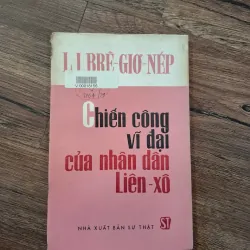 L I BRÊ-GIƠ-NÉP
Chiến công
vĩ đại
của nhân dân
Liên-xô
NHÀ XUẤT BẢN SỰ THẬT
ST